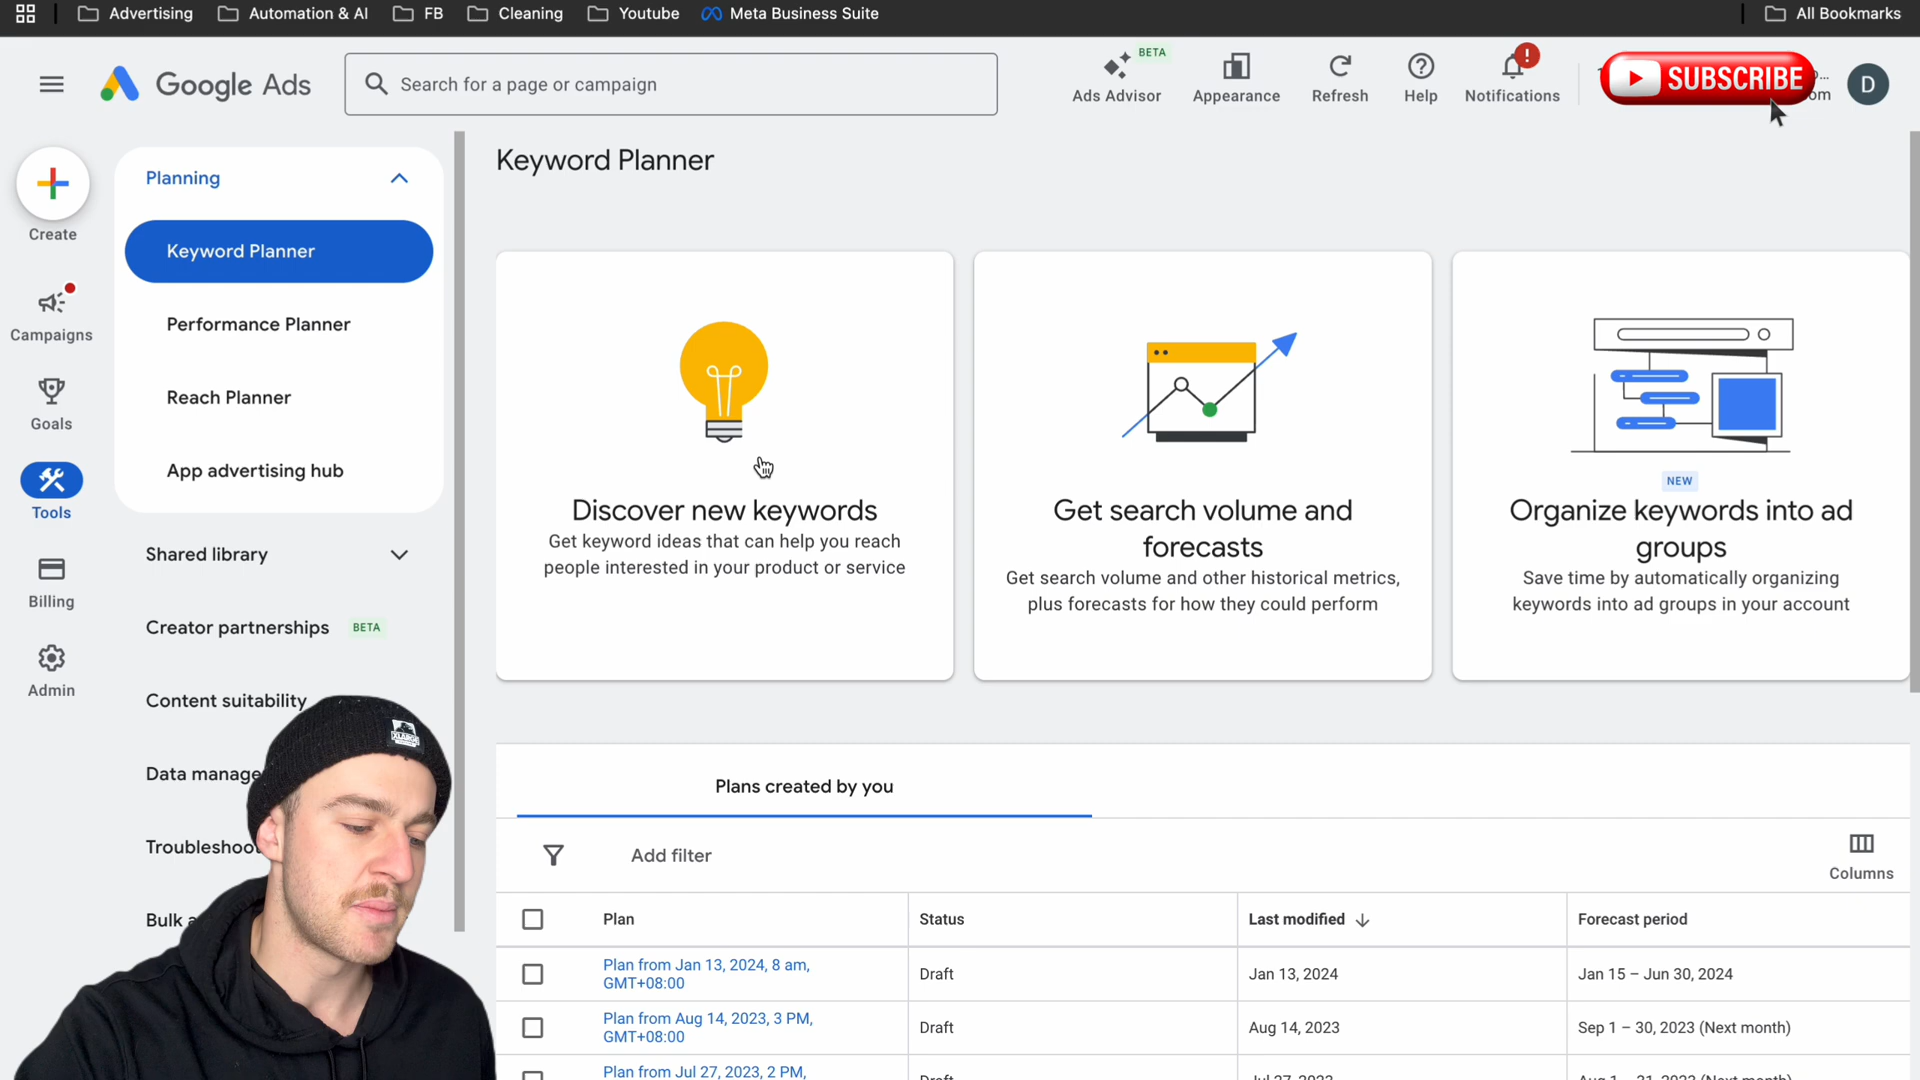 Advertising
Automation & AI
FB
Cleaning
Youtube
Meta Business Suite
All Bookmarks
Google Ads
Search for a page or campaign
BETA
Ads Advisor
Appearance
Refresh
Help
!
Notifications
SUBSCRIBE
D
Create
Campaigns
Goals
Tools
Billing
Admin
Planning
Keyword Planner
Performance Planner
Reach Planner
App advertising hub
Shared library
Creator partnerships BETA
Content suitability
Keyword Planner
Discover new keywords
Get keyword ideas that can help you reach
people interested in your product or service
Get search volume and
forecasts
Get search volume and other historical metrics,
plus forecasts for how they could perform
NEW
Organize keywords into ad
groups
Save time by automatically organizing
keywords into ad groups in your account
XLARGE
Plans created by you
Add filter
Columns
Plan
Status
Last modified
Forecast period
Plan from Jan 13, 2024, 8 am,
GMT+08:00
Draft
Jan 13, 2024
Jan 15 – Jun 30, 2024
Plan from Aug 14, 2023, 3 PM,
GMT+08:00
Draft
Aug 14, 2023
Sep 1 – 30, 2023 (Next month)
Plan from Jul 27, 2023, 2 PM,